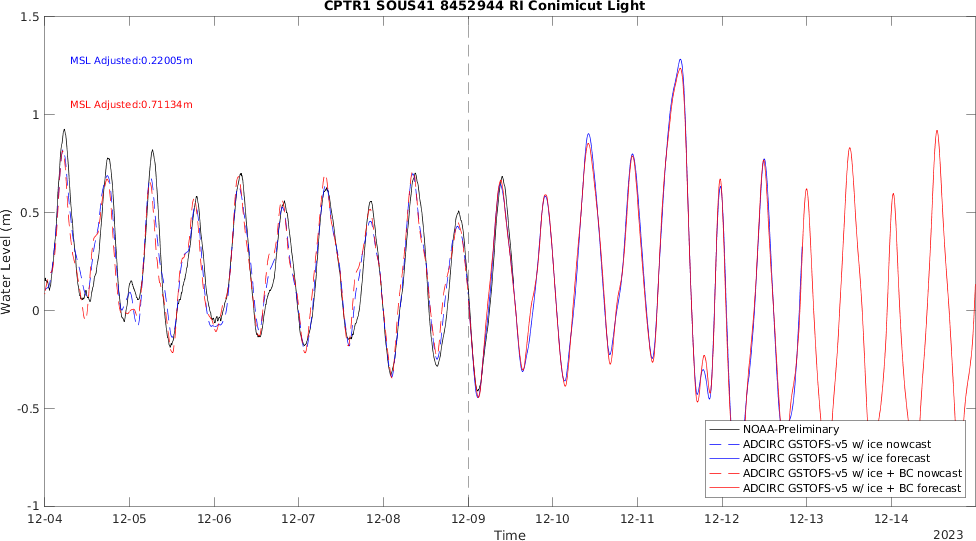 CPTR1 SOUS41 8452944 RI Conimicut Light
1.5
MSL Adjusted:0.22005m
MSL Adjusted:0.71134m
1
0.5
Water Level (m)
0
-0.5
-1
NOAA-Preliminary
ADCIRC GSTOFS-v5 w/ ice nowcast
ADCIRC GSTOFS-v5 w/ ice forecast
ADCIRC GSTOFS-v5 w/ ice + BC nowcast
ADCIRC GSTOFS-v5 w/ ice + BC forecast
12-04 12-05 12-06 12-07 12-08 12-09 12-10 12-11 12-12 12-13 12-14
Time
2023